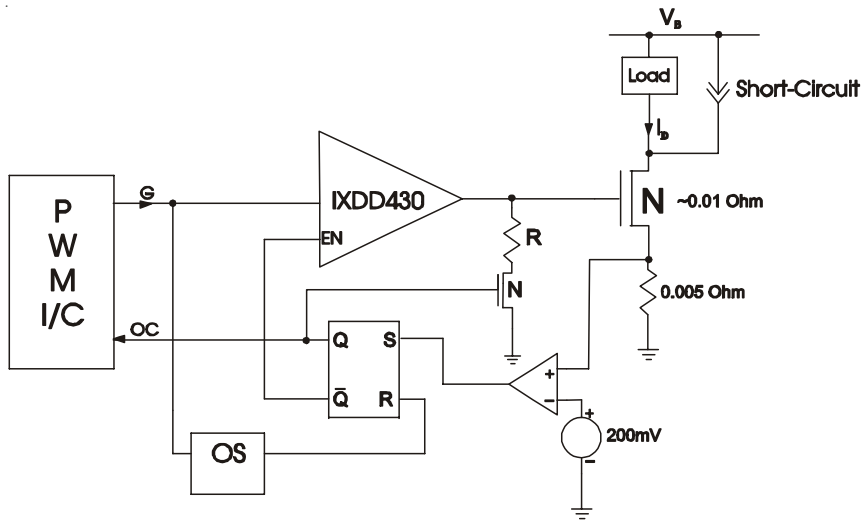 V_B
Load
Short-Circuit
I_D
P
W
M
I/C
G
IXDD430
EN
R
N
N
~0.01 Ohm
0.005 Ohm
OC
Q
S
Q̅
R
+
−
+
200mV
−
OS